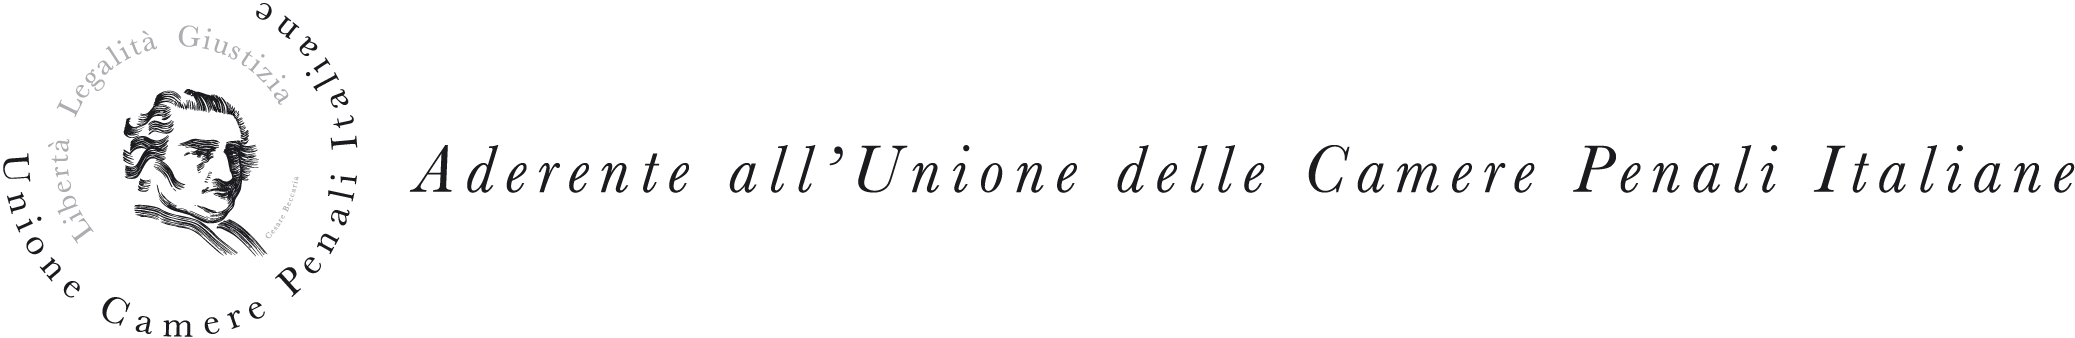 Libertà Legalità Giustizia
Cesare Beccaria
Unione Camere Penali Italiane
Aderente all’Unione delle Camere Penali Italiane